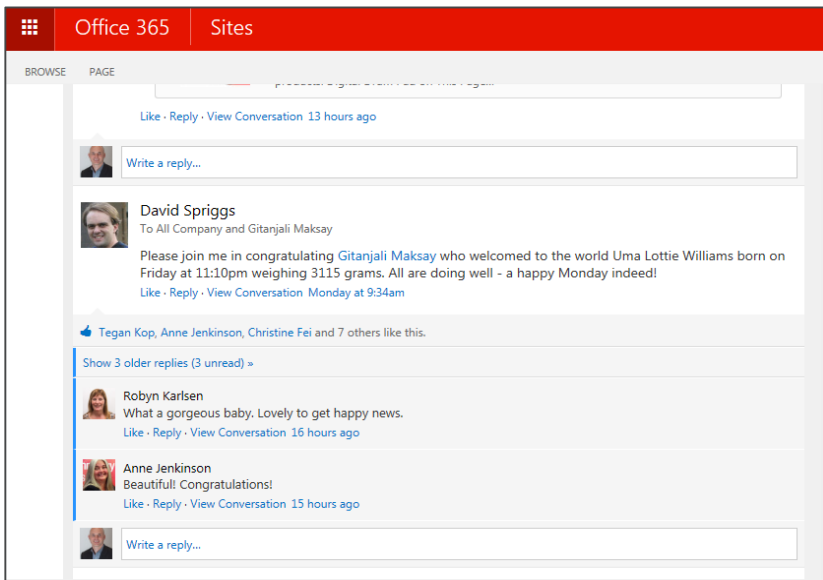 Office 365 Sites
BROWSE PAGE
Like · Reply · View Conversation 13 hours ago
Write a reply...
David Spriggs
To All Company and Gitanjali Maksay
Please join me in congratulating Gitanjali Maksay who welcomed to the world Uma Lottie Williams born on
Friday at 11:10pm weighing 3115 grams. All are doing well - a happy Monday indeed!
Like · Reply · View Conversation Monday at 9:34am
Tegan Kop, Anne Jenkinson, Christine Fei and 7 others like this.
Show 3 older replies (3 unread) »
Robyn Karlsen
What a gorgeous baby. Lovely to get happy news.
Like · Reply · View Conversation 16 hours ago
Anne Jenkinson
Beautiful! Congratulations!
Like · Reply · View Conversation 15 hours ago
Write a reply...